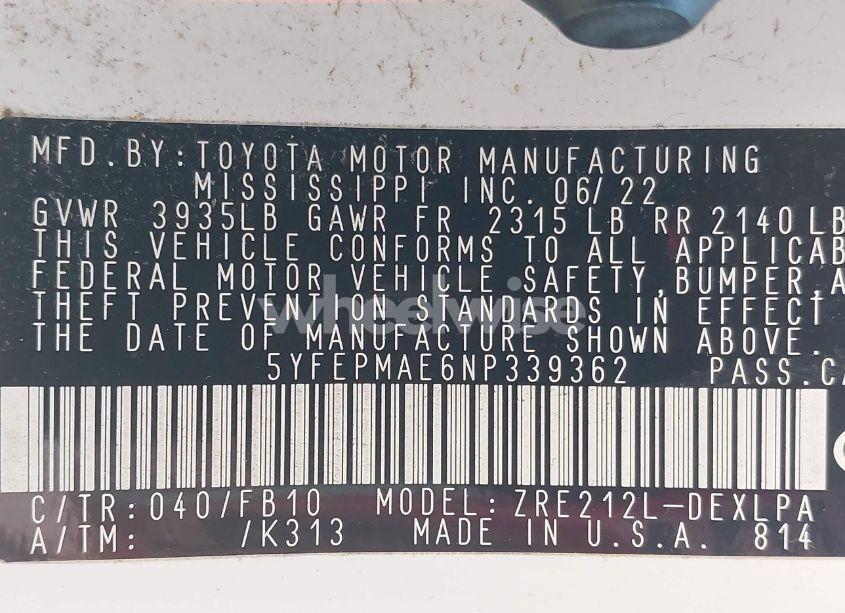 MFD. BY: TOYOTA MOTOR MANUFACTURING
MISSISSIPPI INC. 06/22
GVWR 3935LB GAWR FR 2315 LB RR 2140 LB
THIS VEHICLE CONFORMS TO ALL APPLICAB
FEDERAL MOTOR VEHICLE SAFETY, BUMPER, A
THEFT PREVENTION STANDARDS IN EFFECT
wheelwise
THE DATE OF MANUFACTURE SHOWN ABOVE.
5YFEPMAE6NP339362 PASS.CA
C/TR: 040/FB10 MODEL: ZRE212L-DEXLPA
A/TM: /K313 MADE IN U.S.A. 814